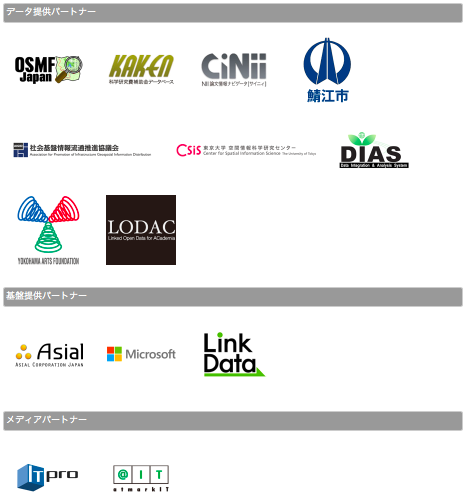 データ提供パートナー
OSMF
Japan
KAKEN
科学研究費補助金データベース
CiNii
NII 論文情報ナビゲータ[サイニィ]
鯖江市
社会基盤情報流通推進協議会
Association for Promotion of Infrastructure Geospatial Information Distribution
CSiS 東京大学 空間情報科学研究センター
Center for Spatial Information Science The University of Tokyo
DIAS
Data Integration & Analysis System
YOKOHAMA ARTS FOUNDATION
LODAC
Linked Open Data for ACademia
基盤提供パートナー
Asial
ASIAL CORPORATION JAPAN
Microsoft
Link
Data
メディアパートナー
ITpro
@IT
atmarkIT